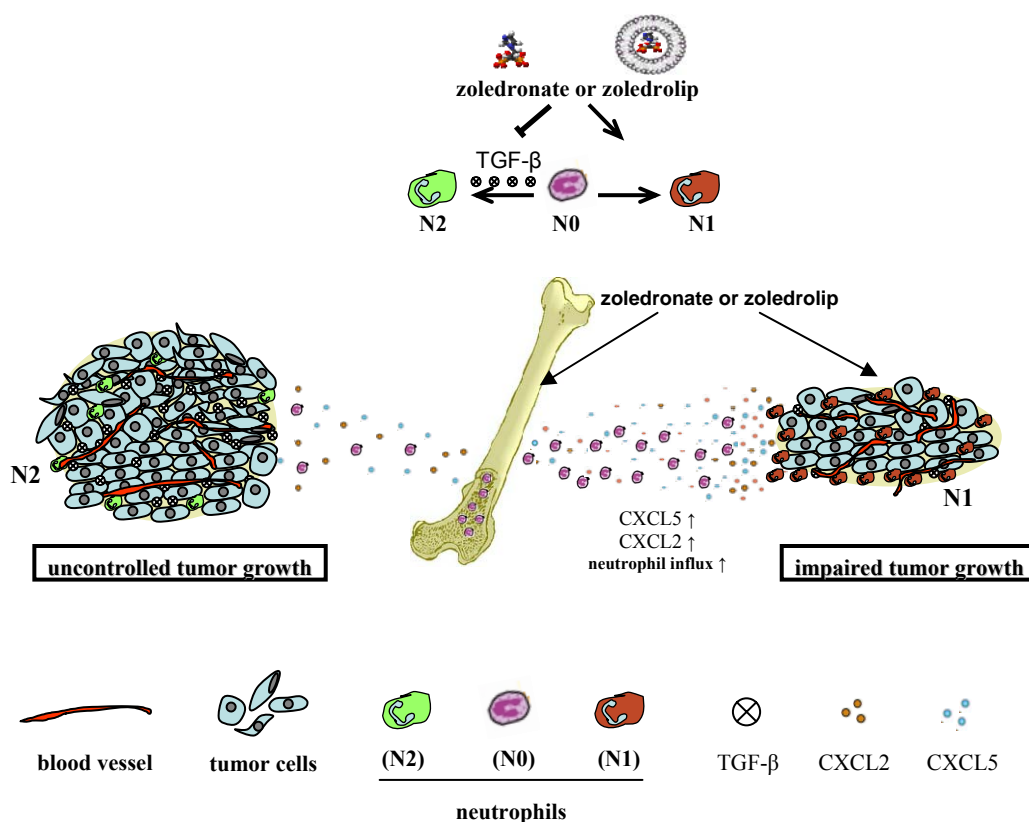 zoledronate or zoledrolip
TGF-β
N2
N0
N1
zoledronate or zoledrolip
N2
N1
CXCL5 ↑
CXCL2 ↑
neutrophil influx ↑
uncontrolled tumor growth
impaired tumor growth
blood vessel
tumor cells
(N2)
(N0)
(N1)
neutrophils
TGF-β
CXCL2
CXCL5